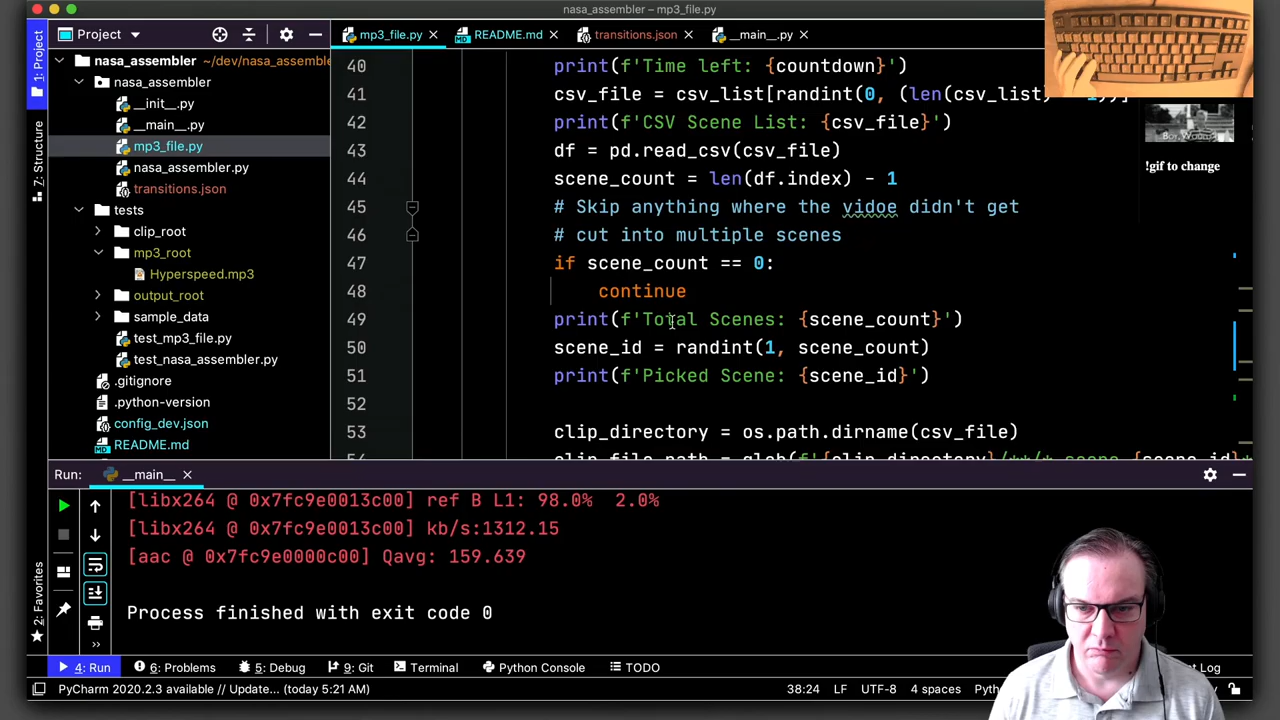 nasa_assembler – mp3_file.py
Project
mp3_file.py
README.md
transitions.json
__main__.py
1: Project
7: Structure
2: Favorites
nasa_assembler ~/dev/nasa_assemble
nasa_assembler
__init__.py
__main__.py
mp3_file.py
nasa_assembler.py
transitions.json
tests
clip_root
mp3_root
Hyperspeed.mp3
output_root
sample_data
test_mp3_file.py
test_nasa_assembler.py
.gitignore
.python-version
config_dev.json
README.md
40 print(f'Time left: {countdown}')
41 csv_file = csv_list[randint(0, (len(csv_list) - 1))]
42 print(f'CSV Scene List: {csv_file}')
43 df = pd.read_csv(csv_file)
44 scene_count = len(df.index) - 1
45 # Skip anything where the vidoe didn't get
46 # cut into multiple scenes
47 if scene_count == 0:
48 continue
49 print(f'Total Scenes: {scene_count}')
50 scene_id = randint(1, scene_count)
51 print(f'Picked Scene: {scene_id}')
52
53 clip_directory = os.path.dirname(csv_file)
!gif to change
Run: __main__
[libx264 @ 0x7fc9e0013c00] ref B L1: 98.0% 2.0%
[libx264 @ 0x7fc9e0013c00] kb/s:1312.15
[aac @ 0x7fc9e0000c00] Qavg: 159.639
Process finished with exit code 0
4: Run
6: Problems
5: Debug
9: Git
Terminal
Python Console
TODO
t Log
PyCharm 2020.2.3 available // Update... (today 5:21 AM)
38:24
LF
UTF-8
4 spaces